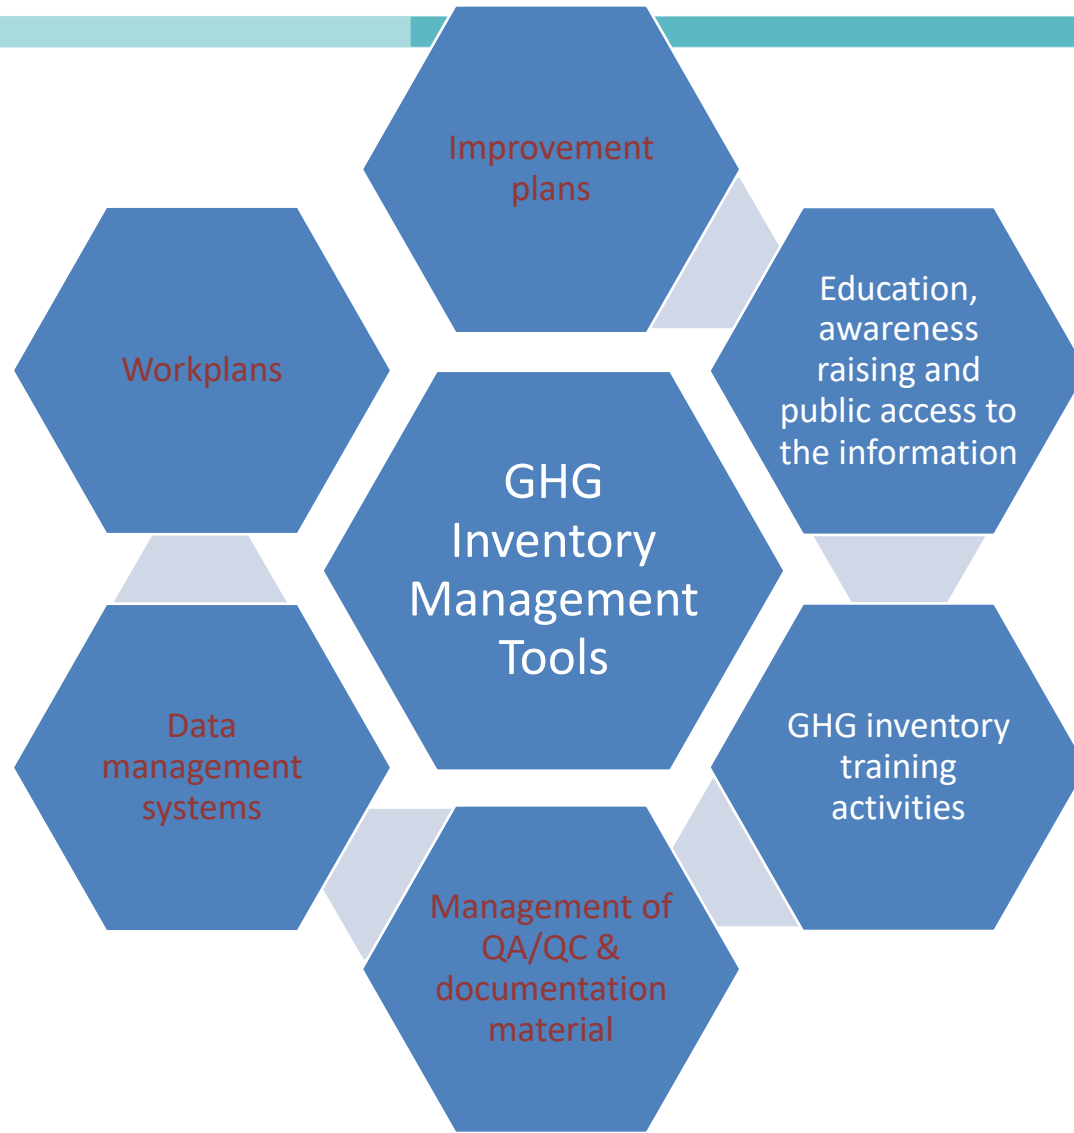 Improvement
plans
Education,
awareness
raising and
public access to
the information
Workplans
GHG
Inventory
Management
Tools
Data
management
systems
GHG inventory
training
activities
Management of
QA/QC &
documentation
material